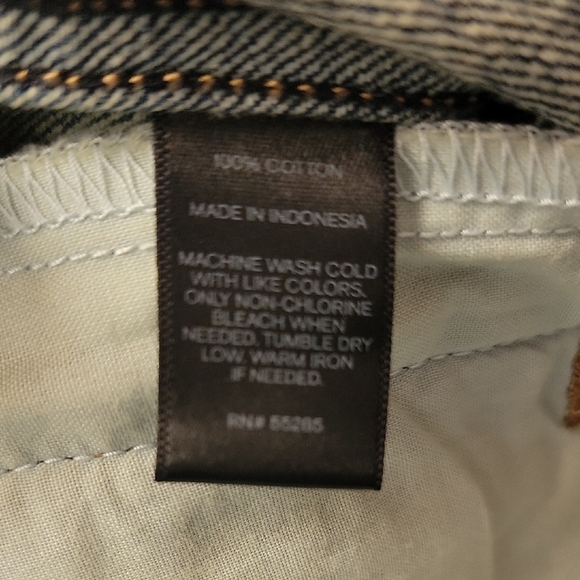 100% COTTON
MADE IN INDONESIA
MACHINE WASH COLD
WITH LIKE COLORS.
ONLY NON-CHLORINE
BLEACH WHEN
NEEDED. TUMBLE DRY
LOW. WARM IRON
IF NEEDED.
RN# 55285